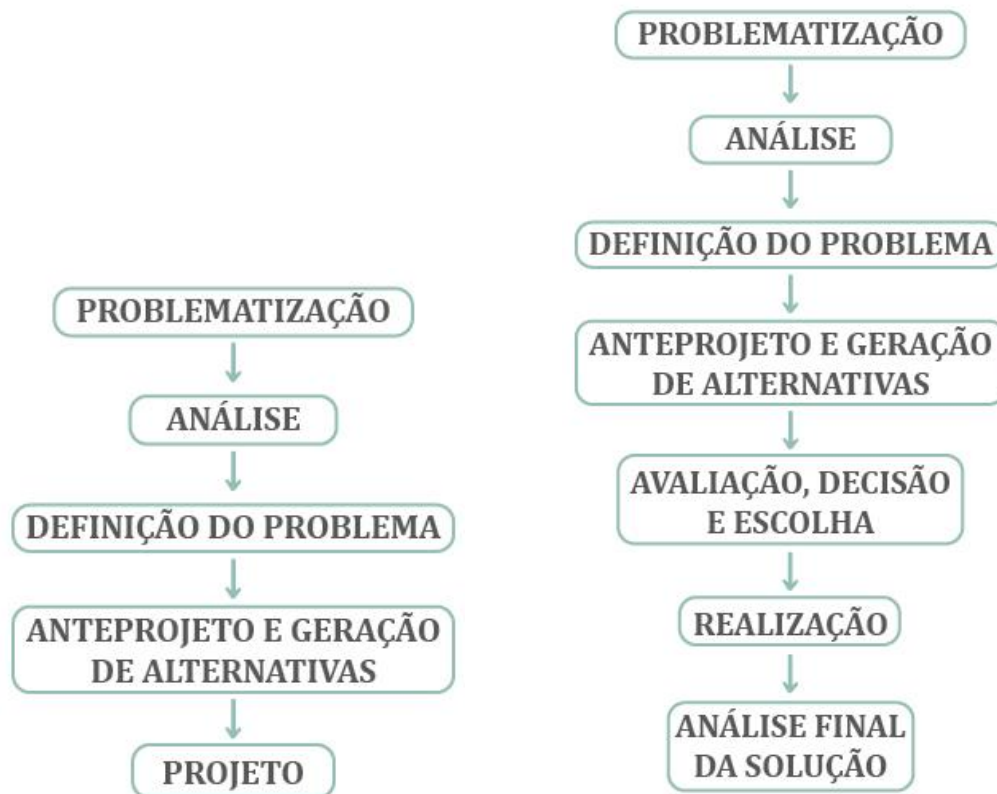 PROBLEMATIZAÇÃO
ANÁLISE
DEFINIÇÃO DO PROBLEMA
ANTEPROJETO E GERAÇÃO
DE ALTERNATIVAS
PROJETO
PROBLEMATIZAÇÃO
ANÁLISE
DEFINIÇÃO DO PROBLEMA
ANTEPROJETO E GERAÇÃO
DE ALTERNATIVAS
AVALIAÇÃO, DECISÃO
E ESCOLHA
REALIZAÇÃO
ANÁLISE FINAL
DA SOLUÇÃO